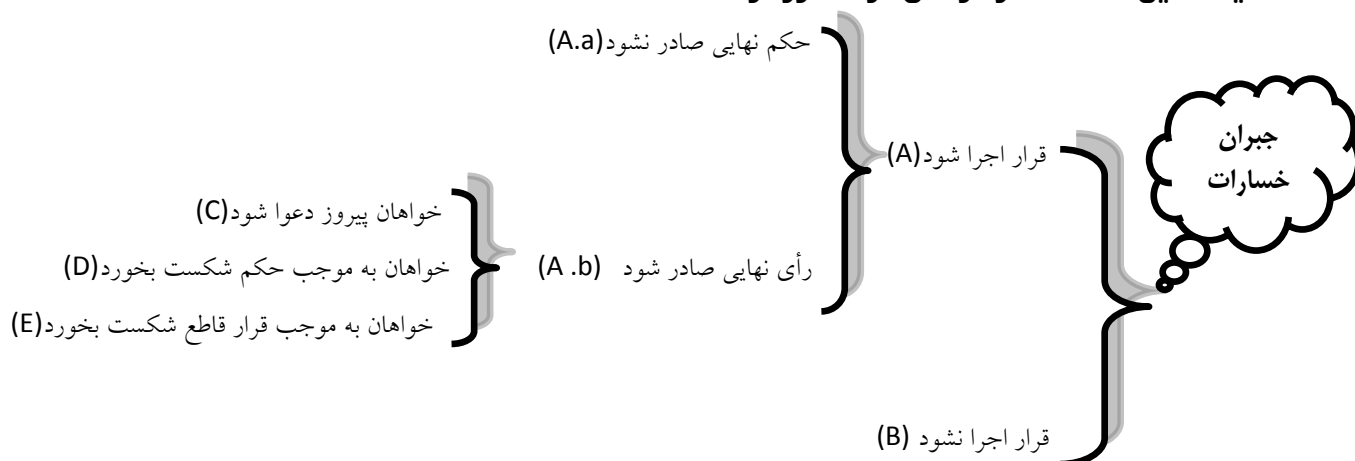 جبران
خسارات
قرار اجرا شود(A)
حکم نهایی صادر نشود(A.a)
رأی نهایی صادر شود (A .b)
خواهان پیروز دعوا شود(C)
خواهان به موجب حکم شکست بخورد(D)
خواهان به موجب قرار قاطع شکست بخورد(E)
قرار اجرا نشود (B)